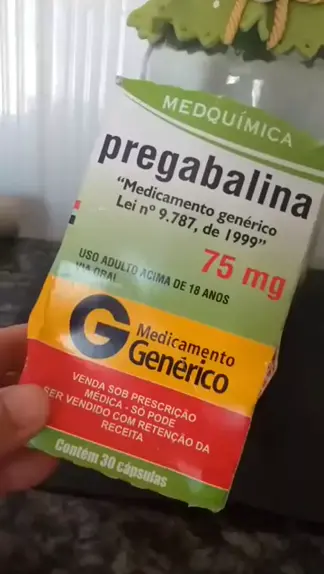 MEDQUÍMICA
pregabalina
"Medicamento genérico
Lei nº 9.787, de 1999"
75 mg
USO ADULTO ACIMA DE 18 ANOS
VIA ORAL
G Medicamento
Genérico
VENDA SOB PRESCRIÇÃO
MÉDICA - SÓ PODE
SER VENDIDO COM RETENÇÃO DA
RECEITA
Contém 30 cápsulas